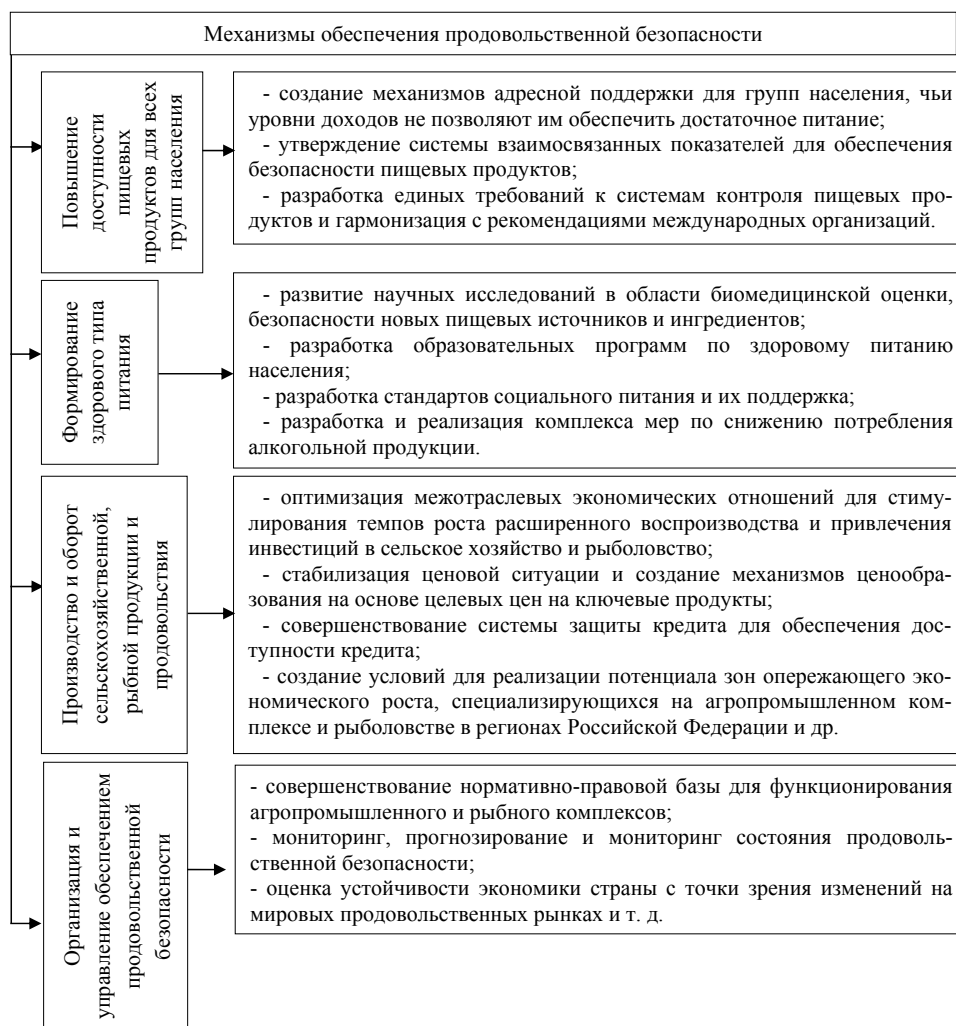 Механизмы обеспечения продовольственной безопасности
Повышение
доступности
пищевых
продуктов для всех
групп населения
- создание механизмов адресной поддержки для групп населения, чьи
уровни доходов не позволяют им обеспечить достаточное питание;
- утверждение системы взаимосвязанных показателей для обеспечения
безопасности пищевых продуктов;
- разработка единых требований к системам контроля пищевых про-
дуктов и гармонизация с рекомендациями международных организаций.
Формирование
здорового типа
питания
- развитие научных исследований в области биомедицинской оценки,
безопасности новых пищевых источников и ингредиентов;
- разработка образовательных программ по здоровому питанию
населения;
- разработка стандартов социального питания и их поддержка;
- разработка и реализация комплекса мер по снижению потребления
алкогольной продукции.
Производство и оборот
сельскохозяйственной,
рыбной продукции и
продовольствия
- оптимизация межотраслевых экономических отношений для стиму-
лирования темпов роста расширенного воспроизводства и привлечения
инвестиций в сельское хозяйство и рыболовство;
- стабилизация ценовой ситуации и создание механизмов ценообра-
зования на основе целевых цен на ключевые продукты;
- совершенствование системы защиты кредита для обеспечения дос-
тупности кредита;
- создание условий для реализации потенциала зон опережающего эко-
номического роста, специализирующихся на агропромышленном ком-
плексе и рыболовстве в регионах Российской Федерации и др.
Организация и
управление обеспечением
продовольственной
безопасности
- совершенствование нормативно-правовой базы для функционирования
агропромышленного и рыбного комплексов;
- мониторинг, прогнозирование и мониторинг состояния продоволь-
ственной безопасности;
- оценка устойчивости экономики страны с точки зрения изменений на
мировых продовольственных рынках и т. д.